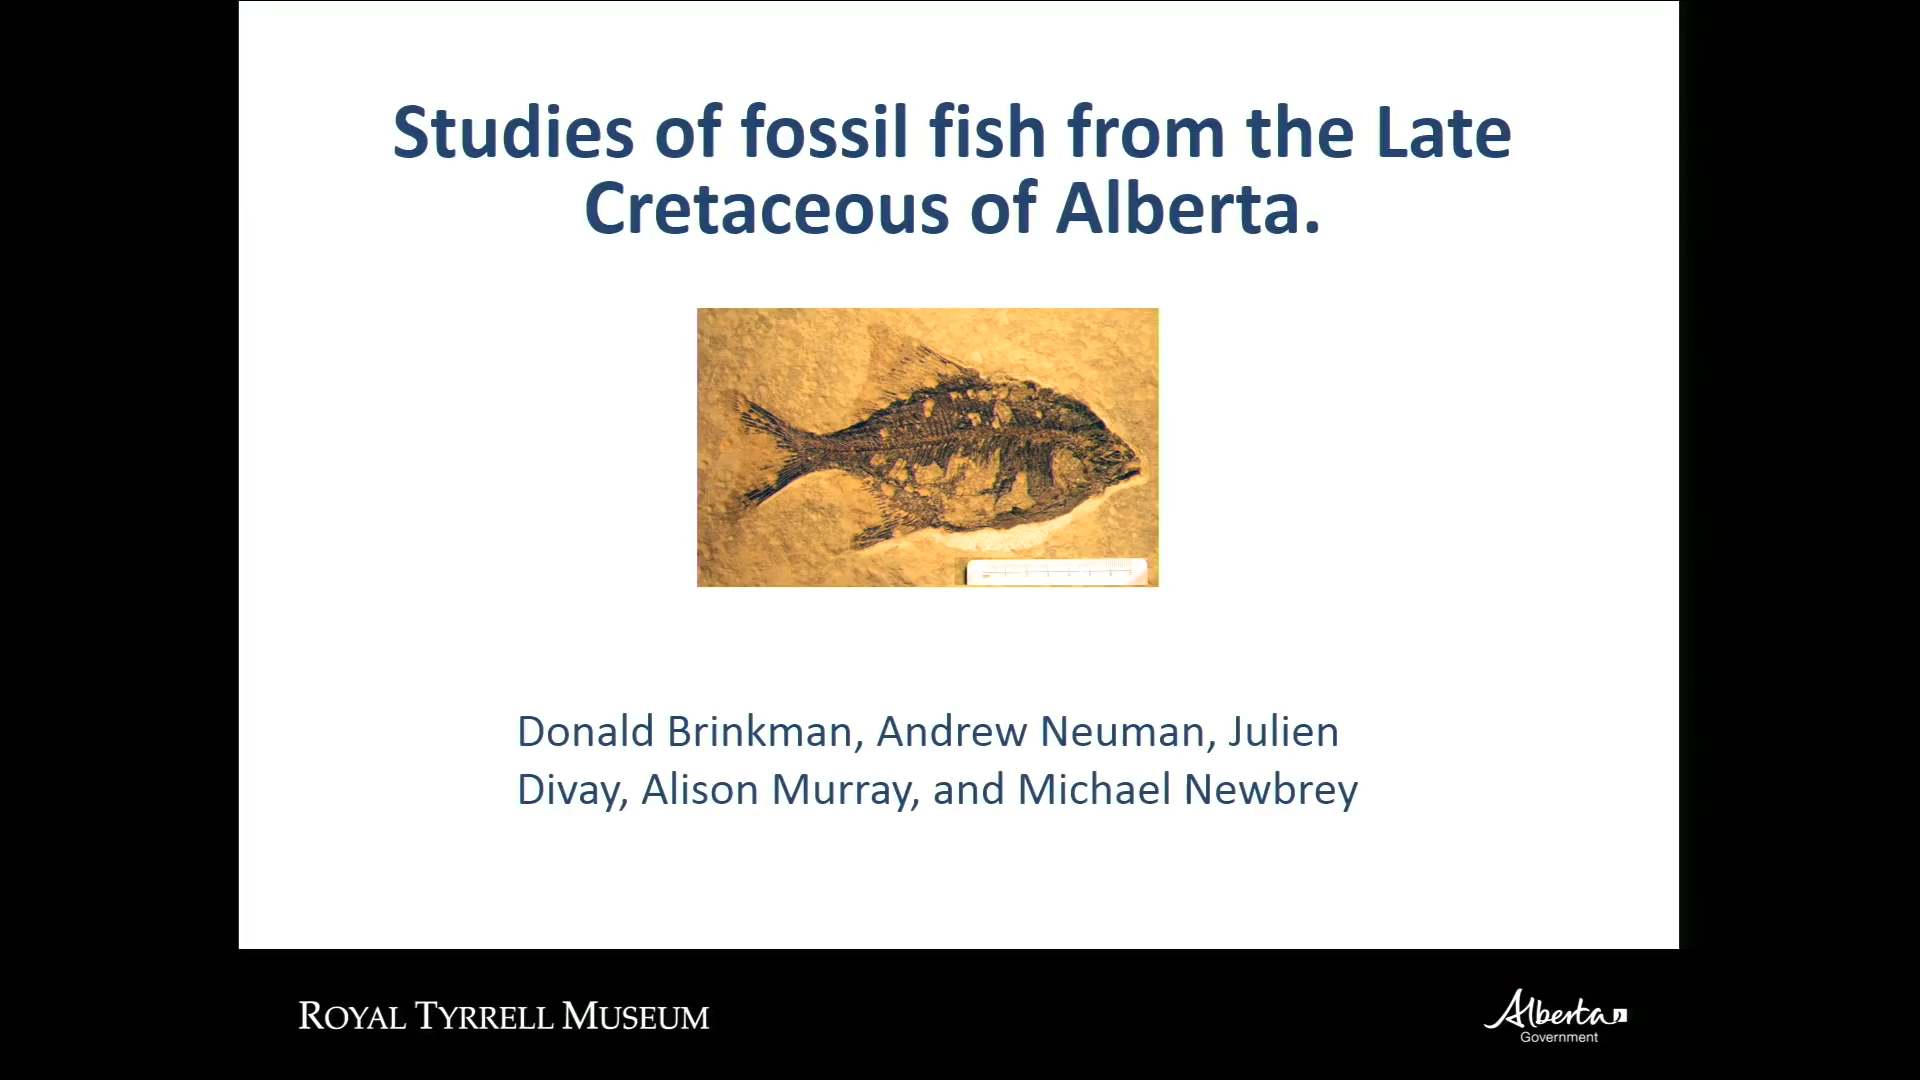 Studies of fossil fish from the Late
Cretaceous of Alberta.
Donald Brinkman, Andrew Neuman, Julien
Divay, Alison Murray, and Michael Newbrey
ROYAL TYRRELL MUSEUM
Alberta
Government